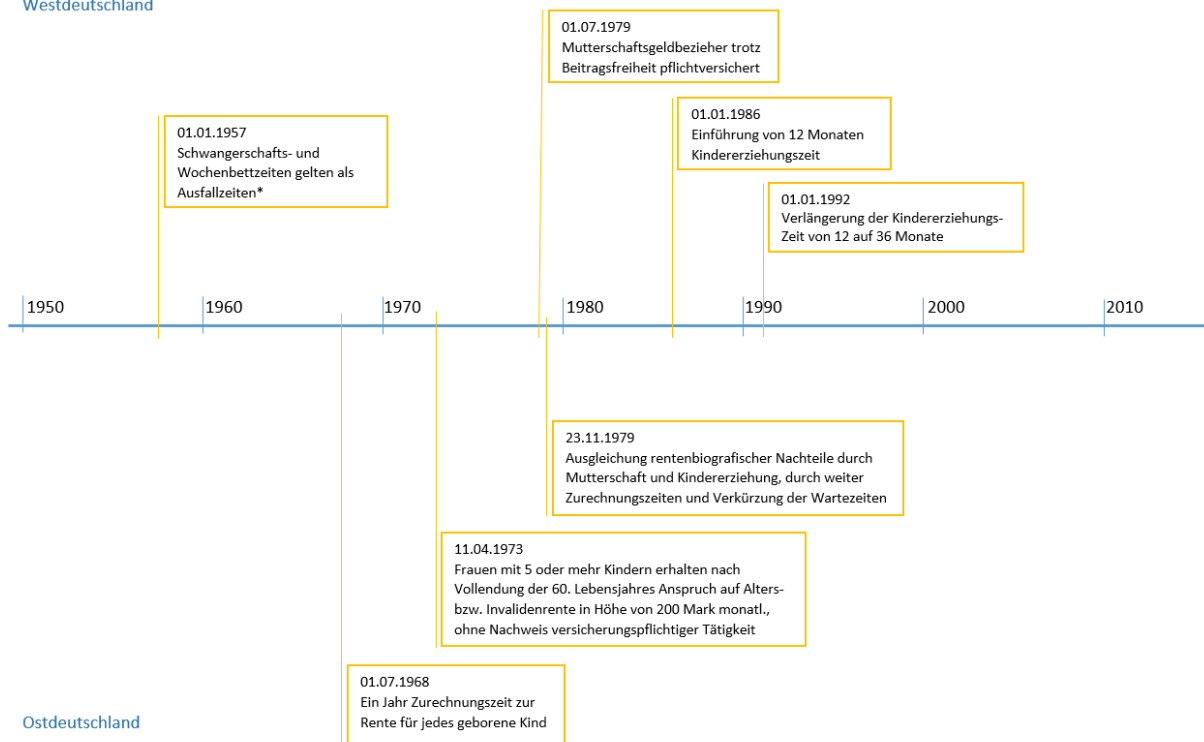 Westdeutschland
01.07.1979
Mutterschaftsgeldbezieher trotz
Beitragsfreiheit pflichtversichert
01.01.1986
Einführung von 12 Monaten
Kindererziehungszeit
01.01.1957
Schwangerschafts- und
Wochenbettzeiten gelten als
Ausfallzeiten*
01.01.1992
Verlängerung der Kindererziehungs-
Zeit von 12 auf 36 Monate
1950 1960 1970 1980 1990 2000 2010
23.11.1979
Ausgleichung rentenbiografischer Nachteile durch
Mutterschaft und Kindererziehung, durch weiter
Zurechnungszeiten und Verkürzung der Wartezeiten
11.04.1973
Frauen mit 5 oder mehr Kindern erhalten nach
Vollendung der 60. Lebensjahres Anspruch auf Alters-
bzw. Invalidenrente in Höhe von 200 Mark monatl.,
ohne Nachweis versicherungspflichtiger Tätigkeit
01.07.1968
Ein Jahr Zurechnungszeit zur
Rente für jedes geborene Kind
Ostdeutschland